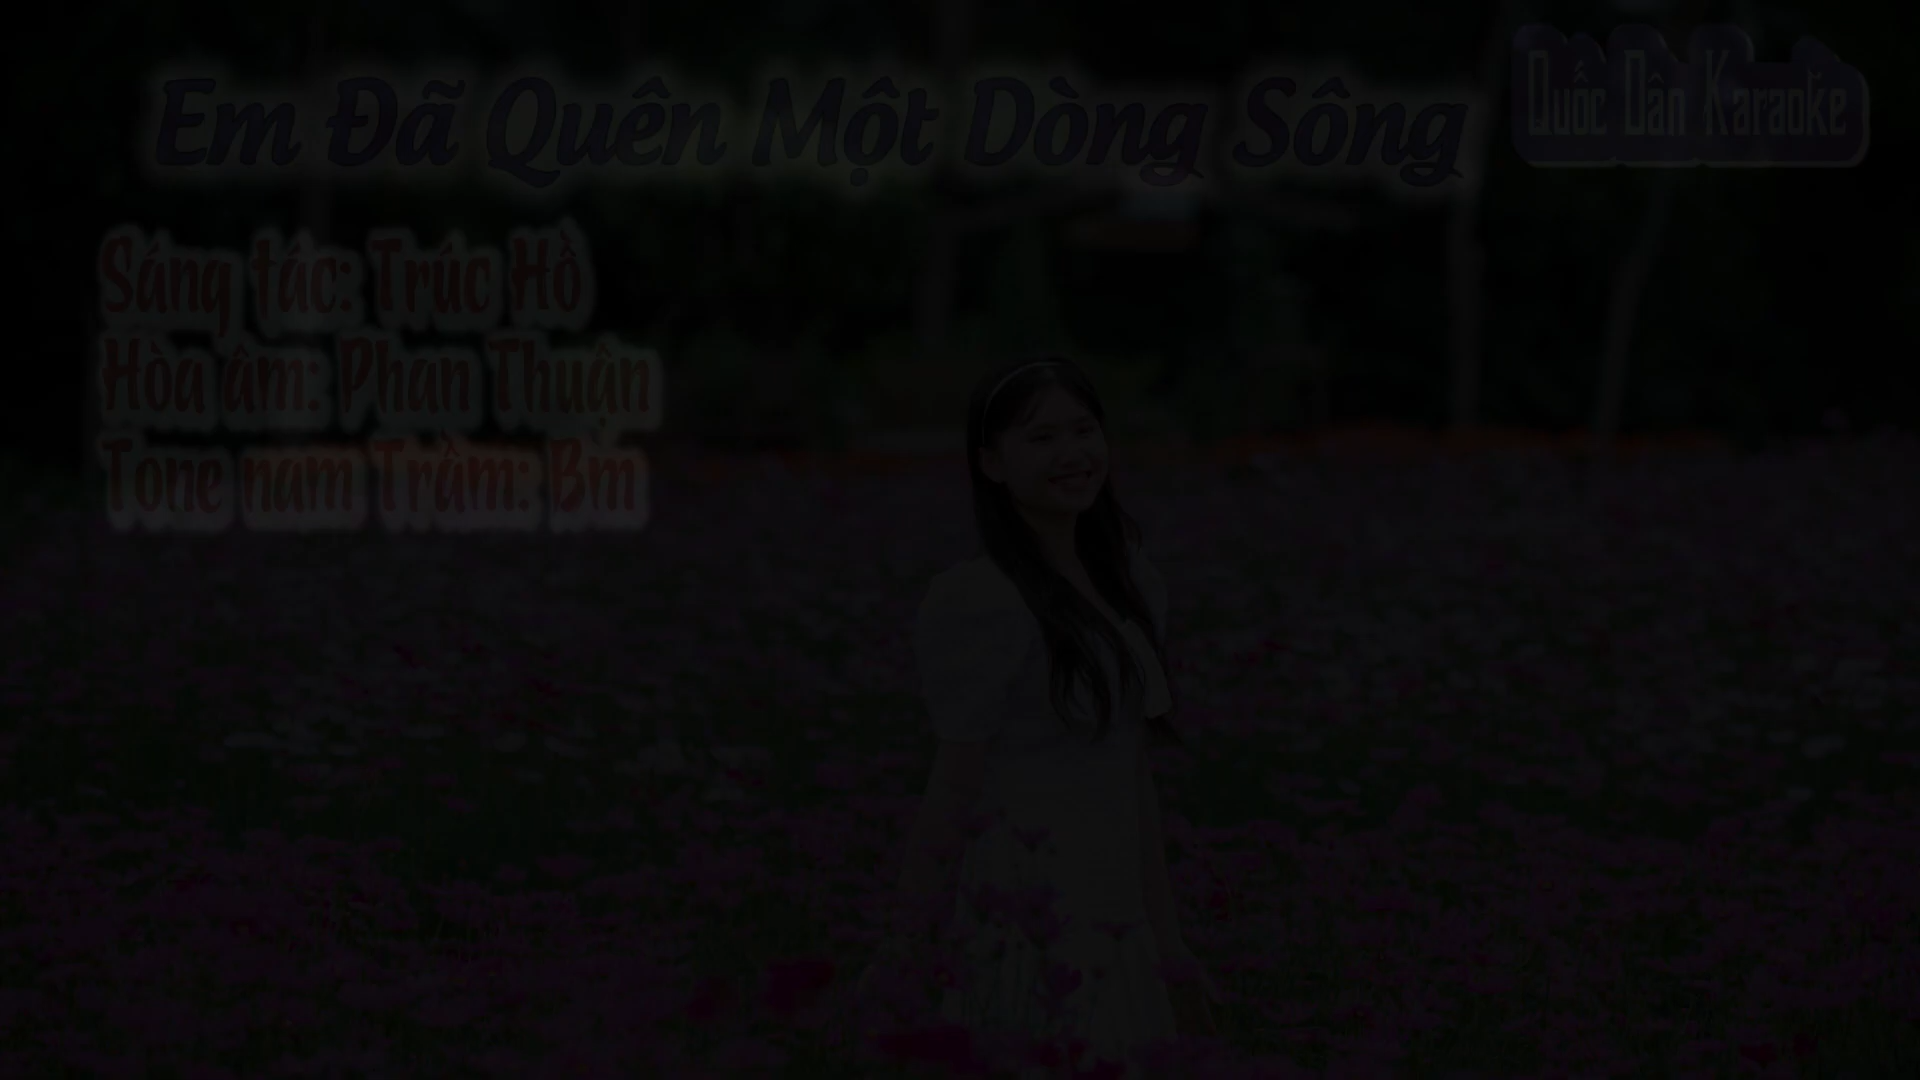 Em Đã Quên Một Dòng Sông
Quốc Dân Karaoke
Sáng tác: Trúc Hồ
Hòa âm: Phan Thuận
Tone nam Trầm: Bm